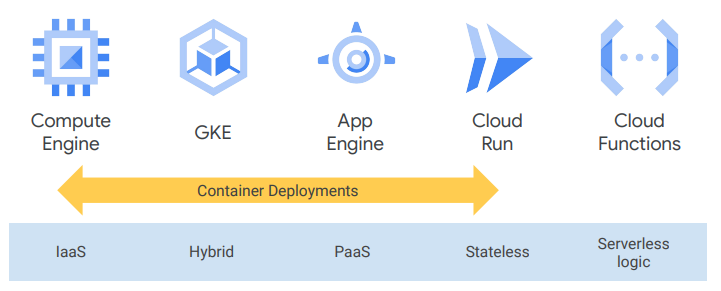 Compute
Engine
GKE
App
Engine
Cloud
Run
Cloud
Functions
Container Deployments
IaaS
Hybrid
PaaS
Stateless
Serverless
logic